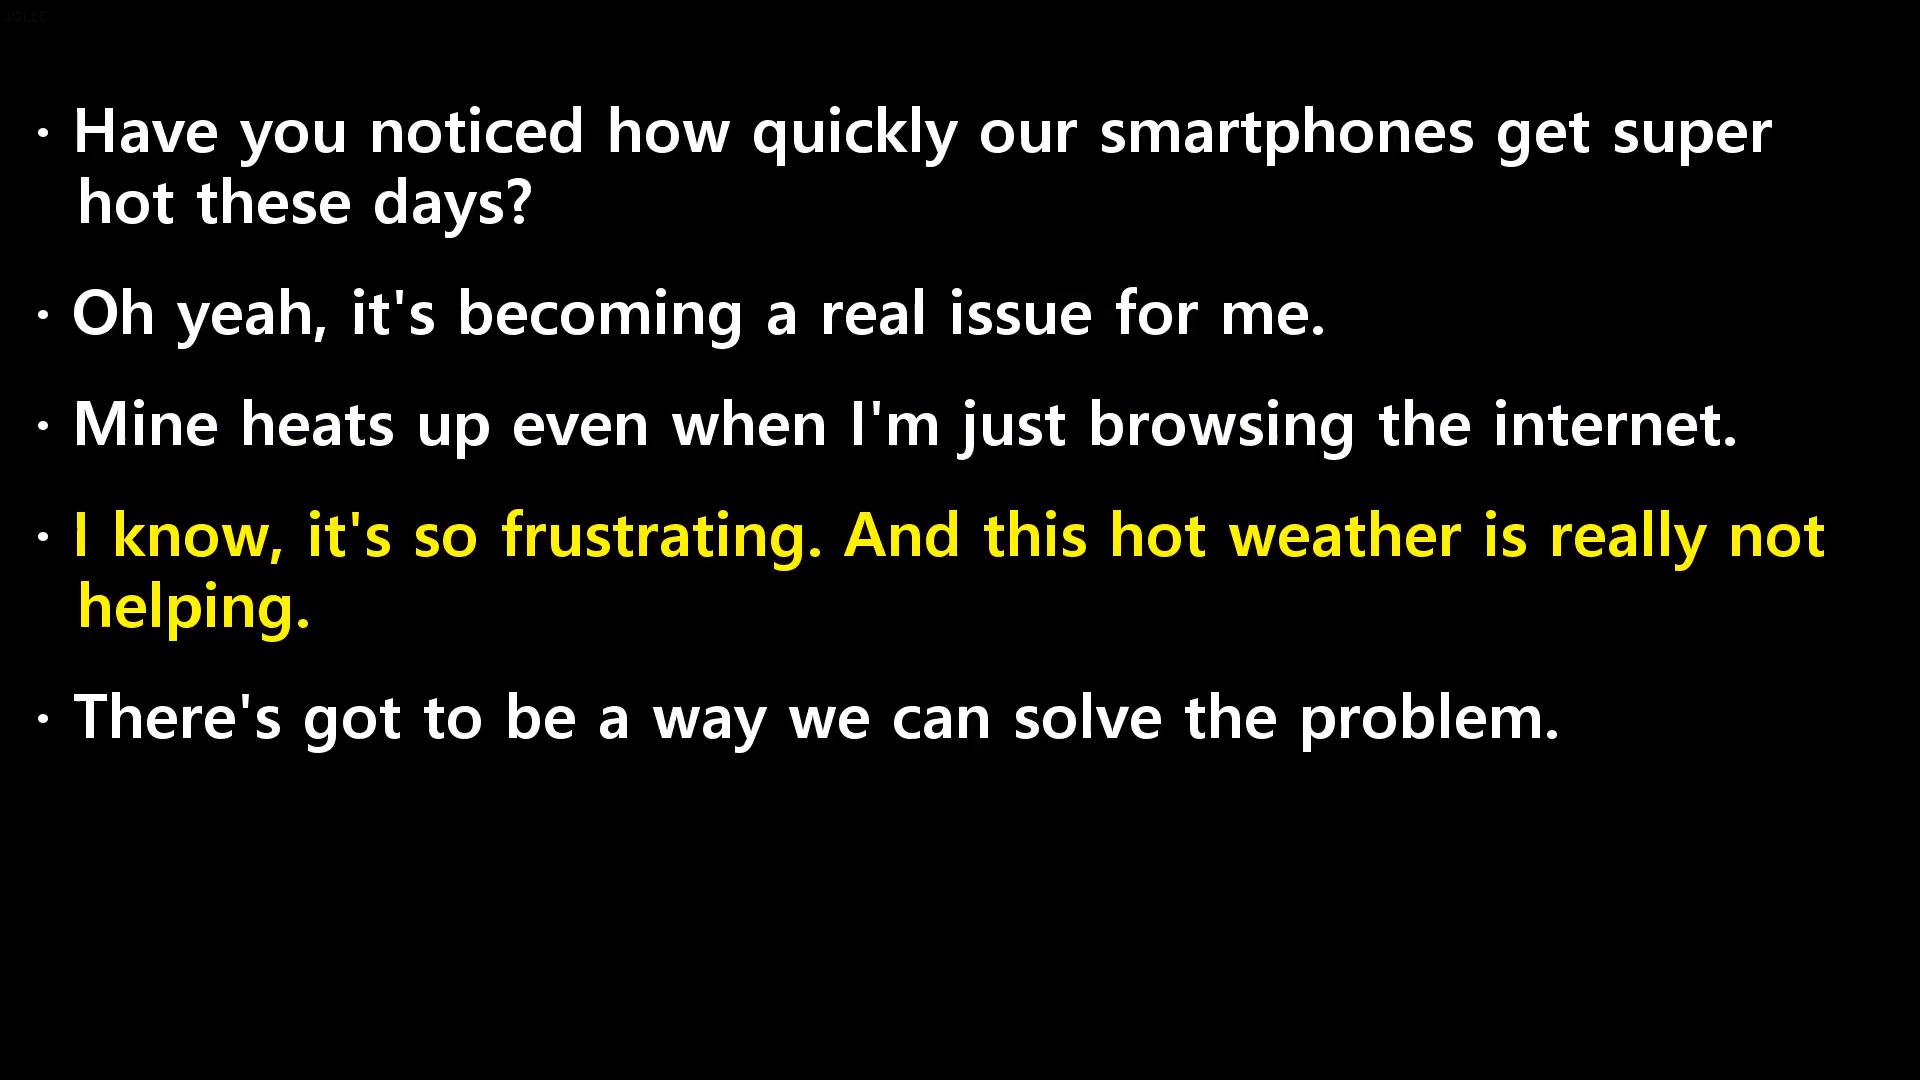 JOLEE
· Have you noticed how quickly our smartphones get super
hot these days?
· Oh yeah, it's becoming a real issue for me.
· Mine heats up even when I'm just browsing the internet.
· I know, it's so frustrating. And this hot weather is really not
helping.
· There's got to be a way we can solve the problem.